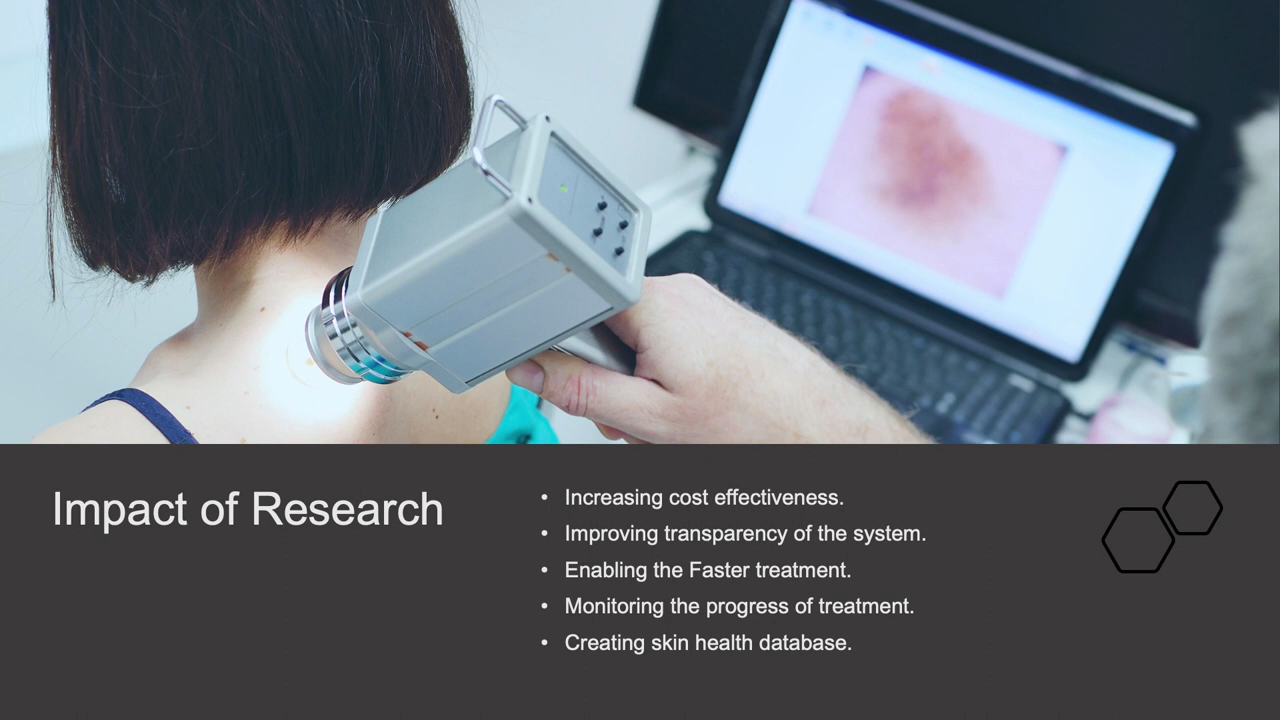 Impact of Research
• Increasing cost effectiveness.
• Improving transparency of the system.
• Enabling the Faster treatment.
• Monitoring the progress of treatment.
• Creating skin health database.